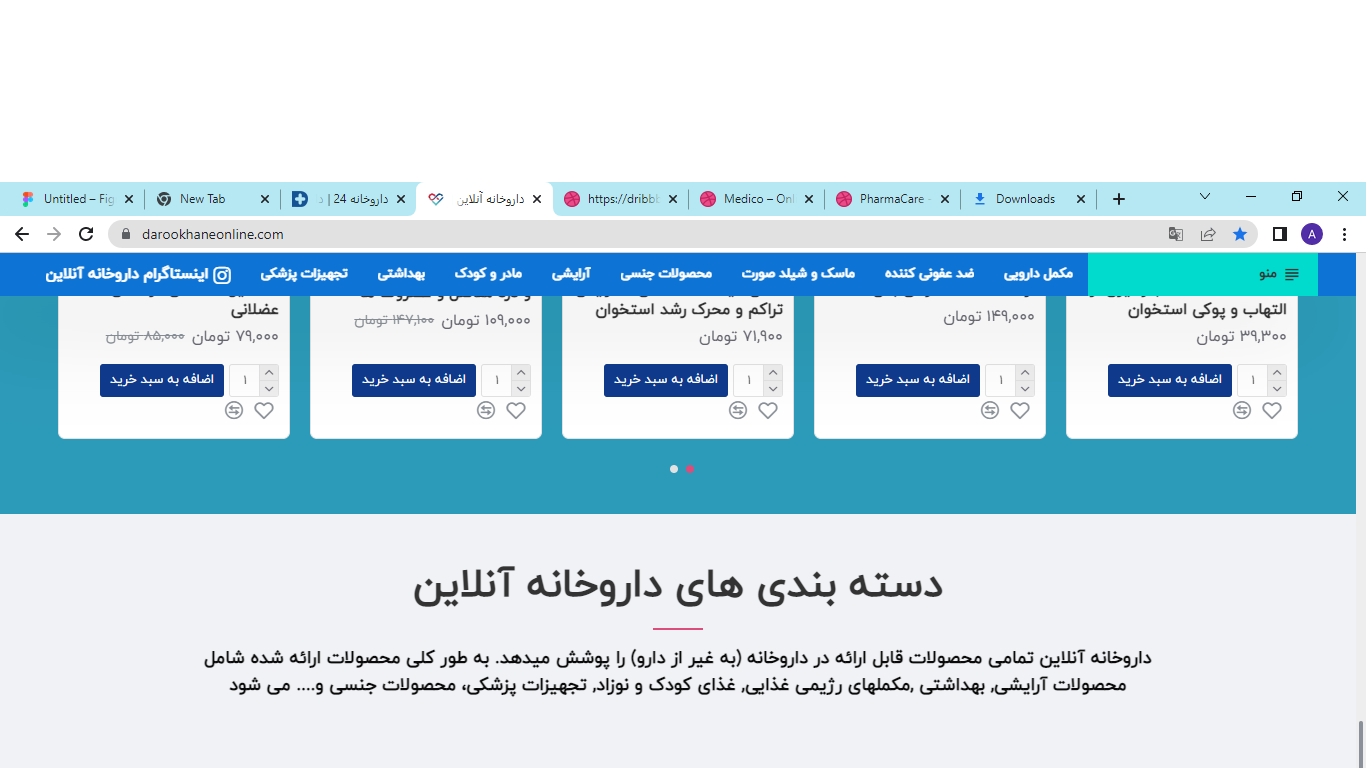 Untitled – Fig
New Tab
داروخانه 24 | د
داروخانه آنلاین
https://dribbb
Medico – Onl
PharmaCare -
Downloads
darookhaneonline.com
A
منو
مکمل دارویی
ضد عفونی کننده
ماسک و شیلد صورت
محصولات جنسی
آرایشی
مادر و کودک
بهداشتی
تجهیزات پزشکی
اینستاگرام داروخانه آنلاین
التهاب و پوکی استخوان
۳۹,۳۰۰ تومان
اضافه به سبد خرید
۱
۱۴۹,۰۰۰ تومان
اضافه به سبد خرید
۱
تراکم و محرک رشد استخوان
۷۱,۹۰۰ تومان
اضافه به سبد خرید
۱
۱۰۹,۰۰۰ تومان ۱۴۷,۱۰۰ تومان
اضافه به سبد خرید
۱
عضلانی
۷۹,۰۰۰ تومان ۸۵,۰۰۰ تومان
اضافه به سبد خرید
۱
دسته بندی های داروخانه آنلاین
داروخانه آنلاین تمامی محصولات قابل ارائه در داروخانه (به غیر از دارو) را پوشش میدهد. به طور کلی محصولات ارائه شده شامل
محصولات آرایشی, بهداشتی ,مکملهای رژیمی غذایی, غذای کودک و نوزاد, تجهیزات پزشکی، محصولات جنسی و.... می شود